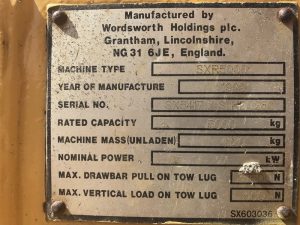 Manufactured by
Wordsworth Holdings plc.
Grantham, Lincolnshire,
NG31 6JE, England.
MACHINE TYPE
YEAR OF MANUFACTURE
SERIAL NO.
RATED CAPACITY kg
MACHINE MASS (UNLADEN) kg
NOMINAL POWER kW
MAX. DRAWBAR PULL ON TOW LUG N
MAX. VERTICAL LOAD ON TOW LUG N
SX603036